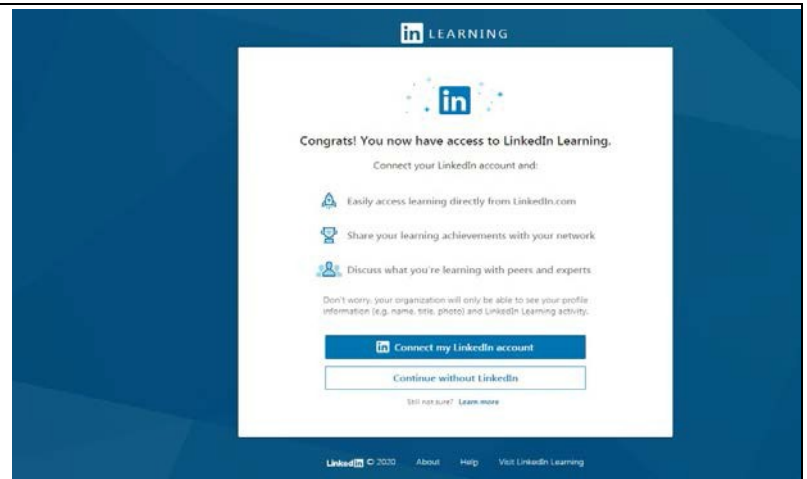 in LEARNING
in
Congrats! You now have access to LinkedIn Learning.
Connect your LinkedIn account and:
Easily access learning directly from LinkedIn.com
Share your learning achievements with your network
Discuss what you're learning with peers and experts
Don't worry, your organization will only be able to see your profile
information (e.g. name, title, photo) and LinkedIn Learning activity.
in Connect my LinkedIn account
Continue without LinkedIn
Still not sure? Learn more
Linkedin © 2020 About Help Visit LinkedIn Learning